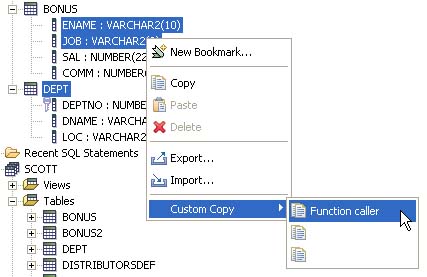 BONUS
ENAME : VARCHAR2(10)
JOB : VARCHAR2(9)
SAL : NUMBER(22
COMM : NUMBER(
DEPT
DEPTNO : NUMBE
DNAME : VARCHA
LOC : VARCHAR2
Recent SQL Statements
SCOTT
Views
Tables
BONUS
BONUS2
DEPT
DISTRIBUTORSDEF
New Bookmark...
Copy
Paste
Delete
Export...
Import...
Custom Copy
Function caller